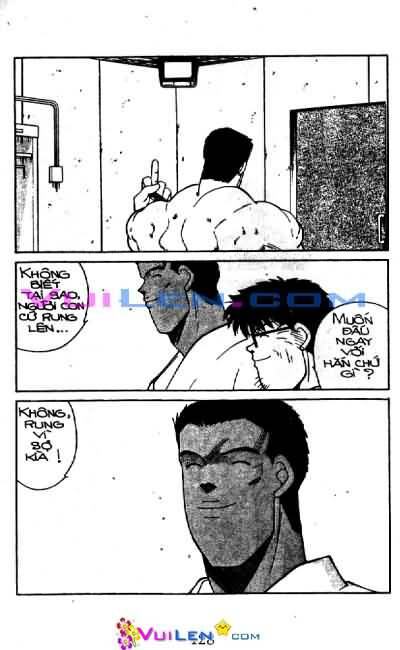 KHÔNG
BIẾT
TẠI SAO,
NGƯỜI CON
CỨ RUNG
LÊN...
VUILEN.COM
MUỐN
ĐẤU
NGAY
VỚI
HẮN CHỨ
GÌ ?
KHÔNG,
RUNG
VÌ
SỢ
KÌA !
VUILEN.COM
128